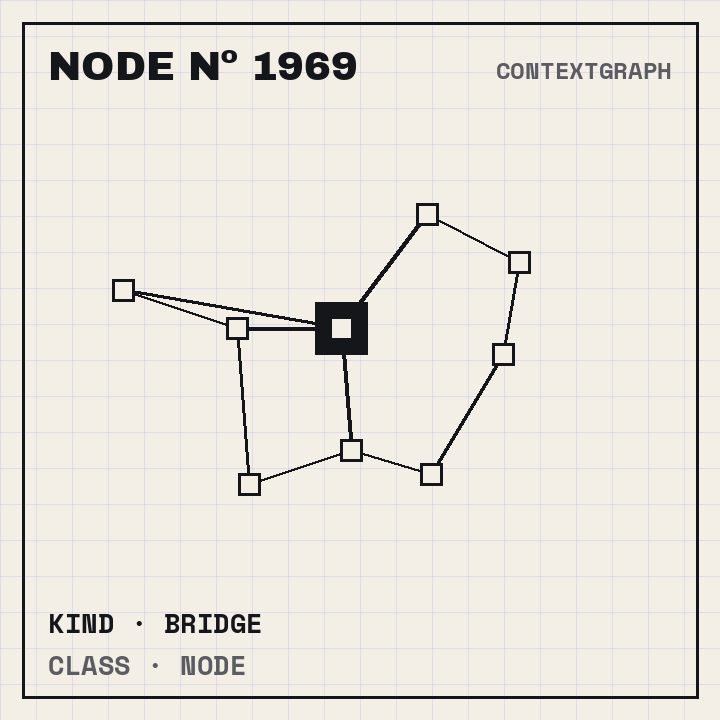 NODE Nº 1969
CONTEXTGRAPH
KIND · BRIDGE
CLASS · NODE